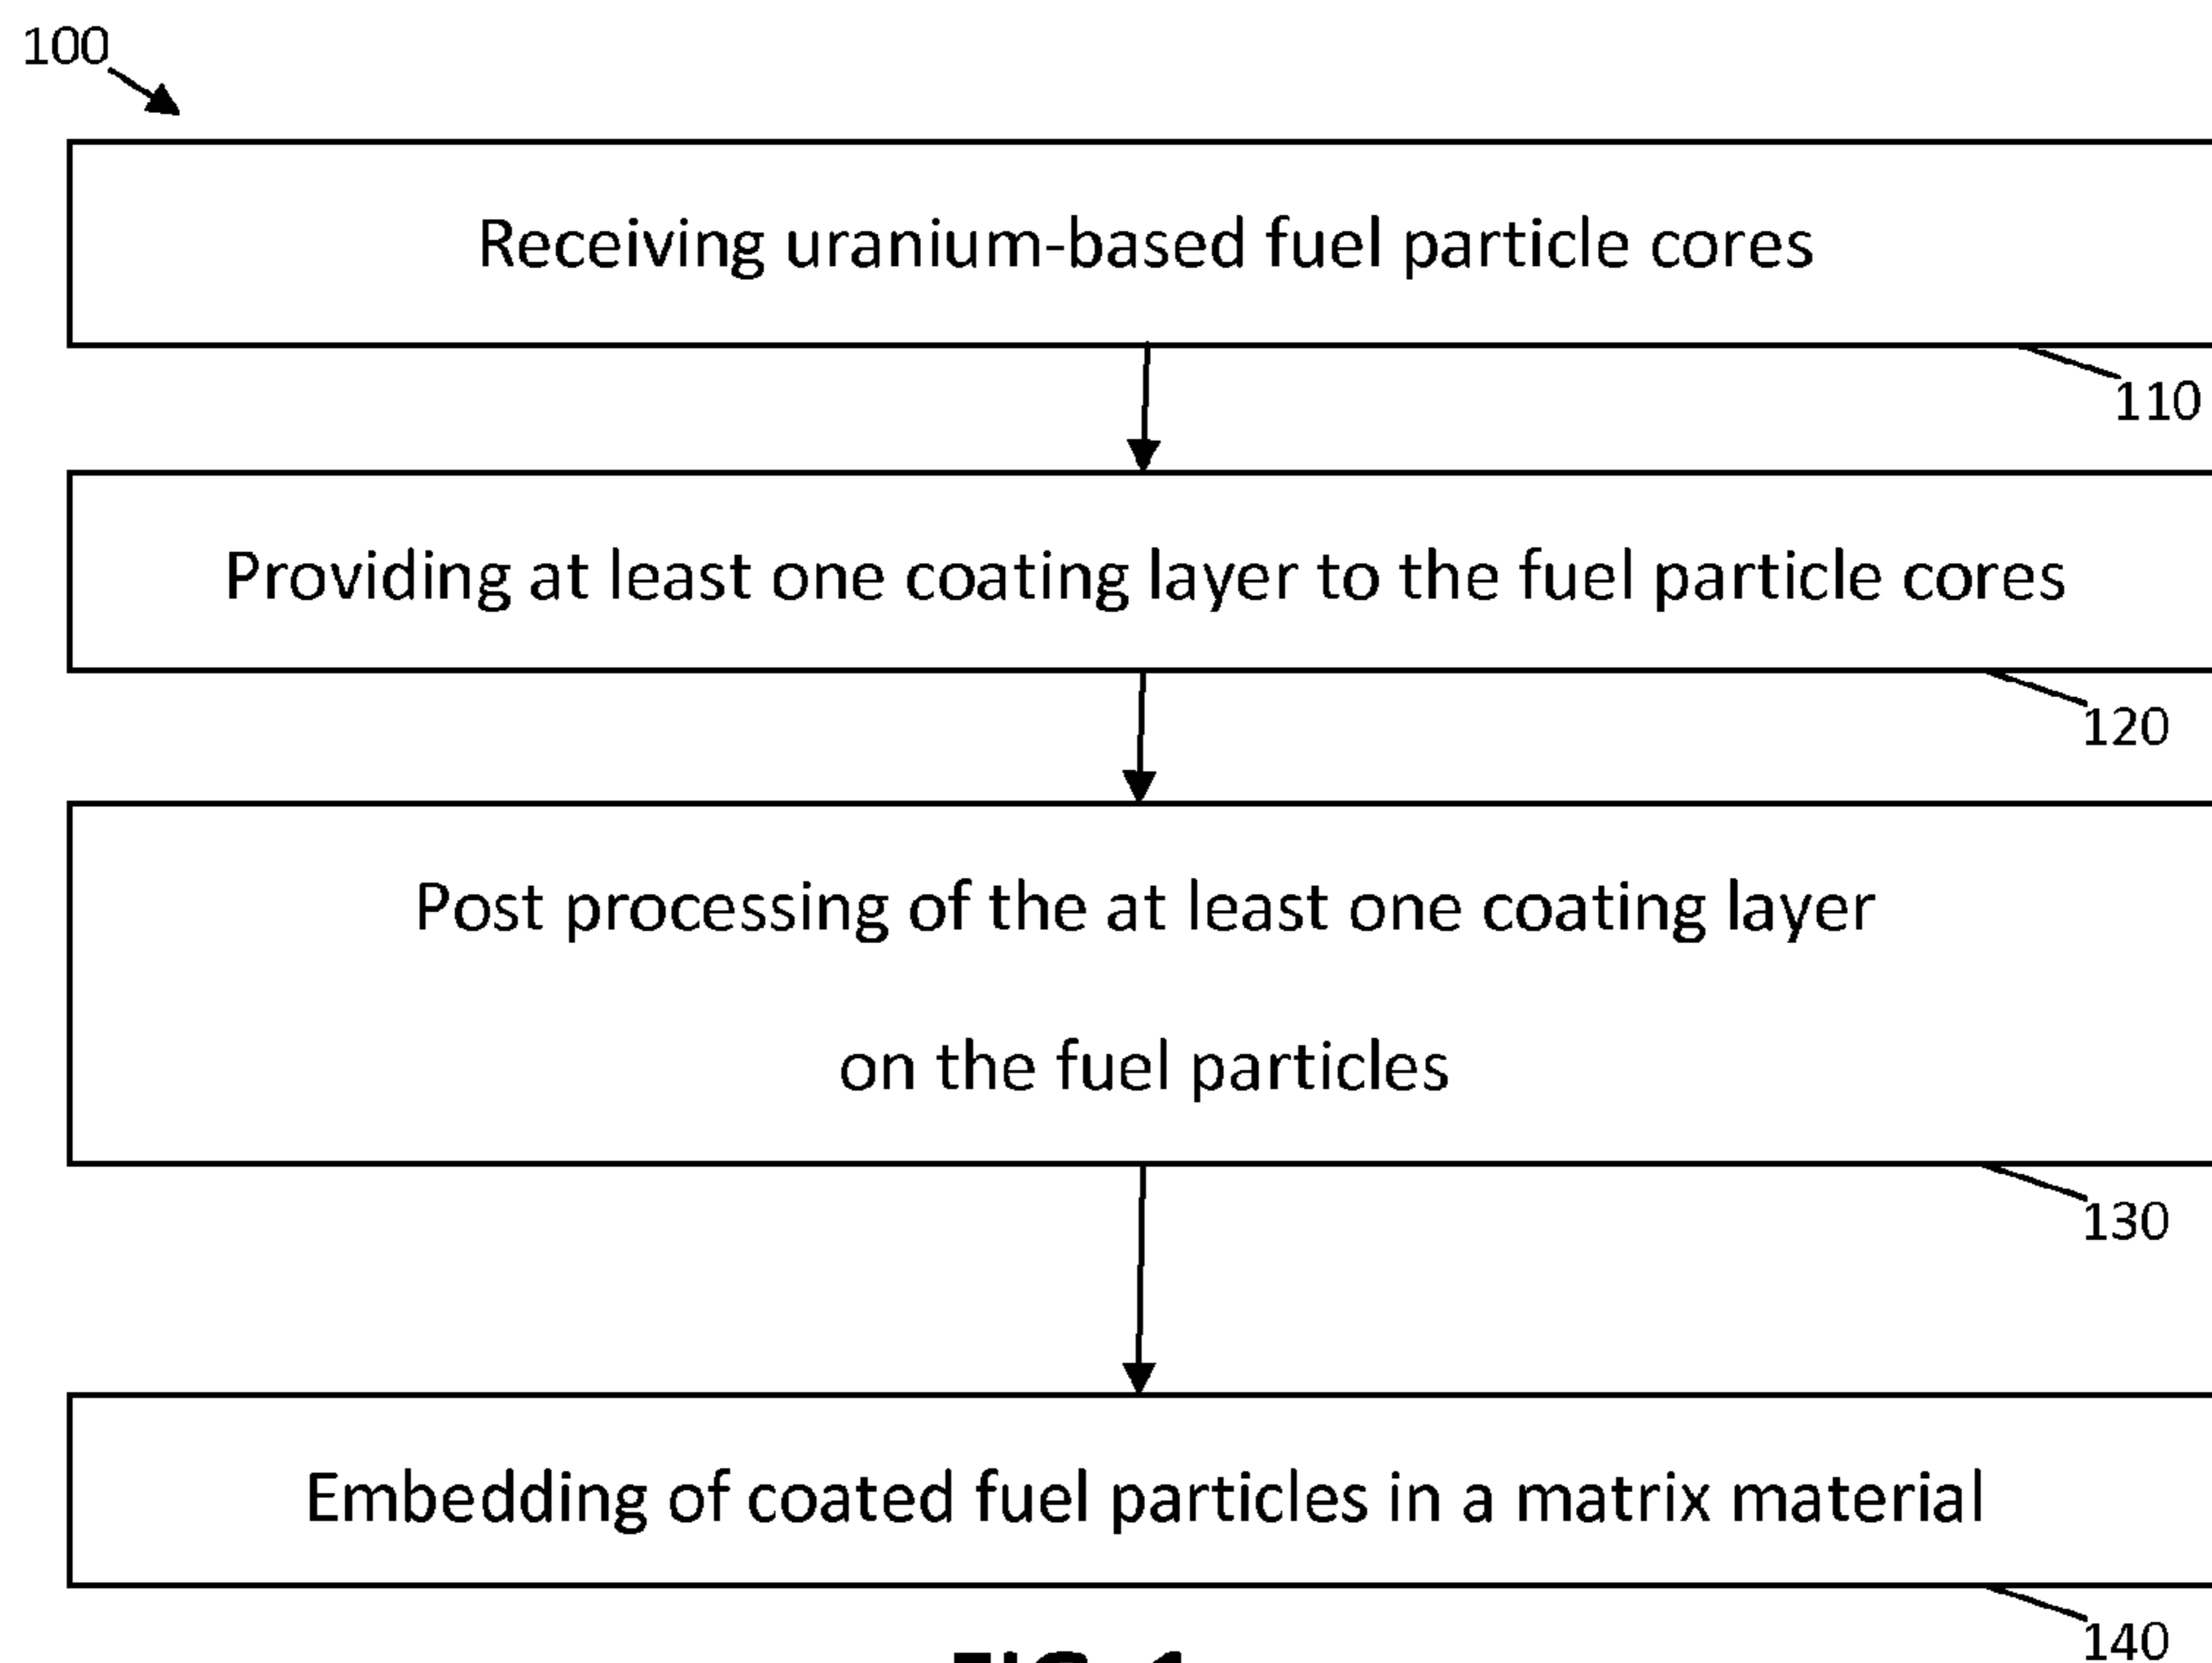 100
Receiving uranium-based fuel particle cores
110
Providing at least one coating layer to the fuel particle cores
120
Post processing of the at least one coating layer
on the fuel particles
130
Embedding of coated fuel particles in a matrix material
140